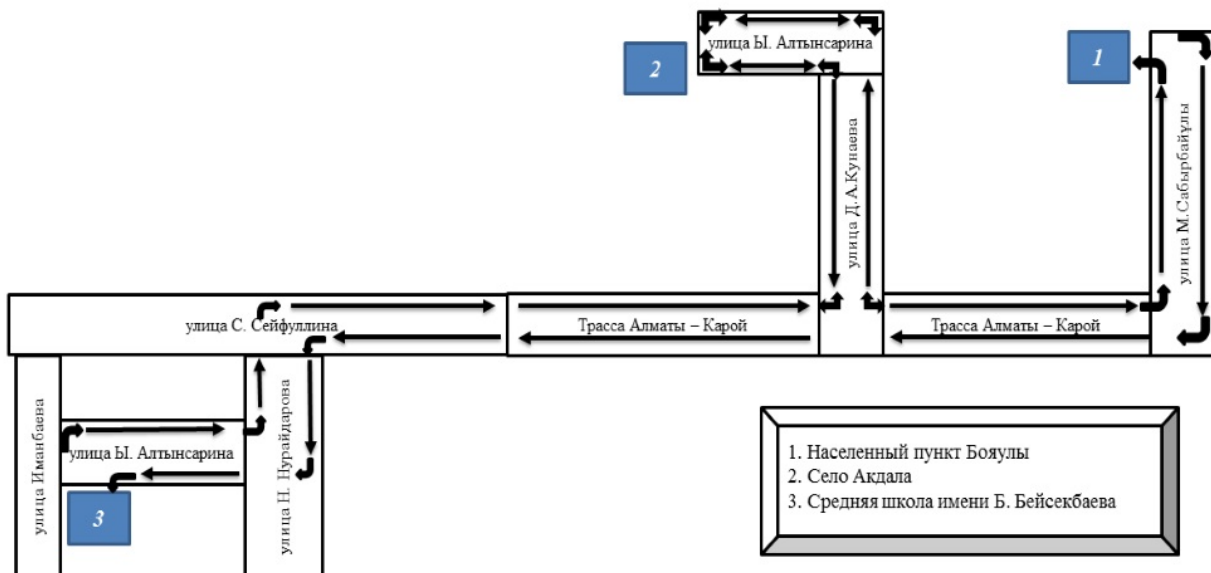 улица Ы. Алтынсарина
2
1
улица Д.А.Кунаева
улица М.Сабырбайұлы
улица С. Сейфуллина
Трасса Алматы – Карой
Трасса Алматы – Карой
улица Иманбаева
улица Ы. Алтынсарина
улица Н. Нурайдарова
3
1. Населенный пункт Бояулы
2. Село Акдала
3. Средняя школа имени Б. Бейсекбаева